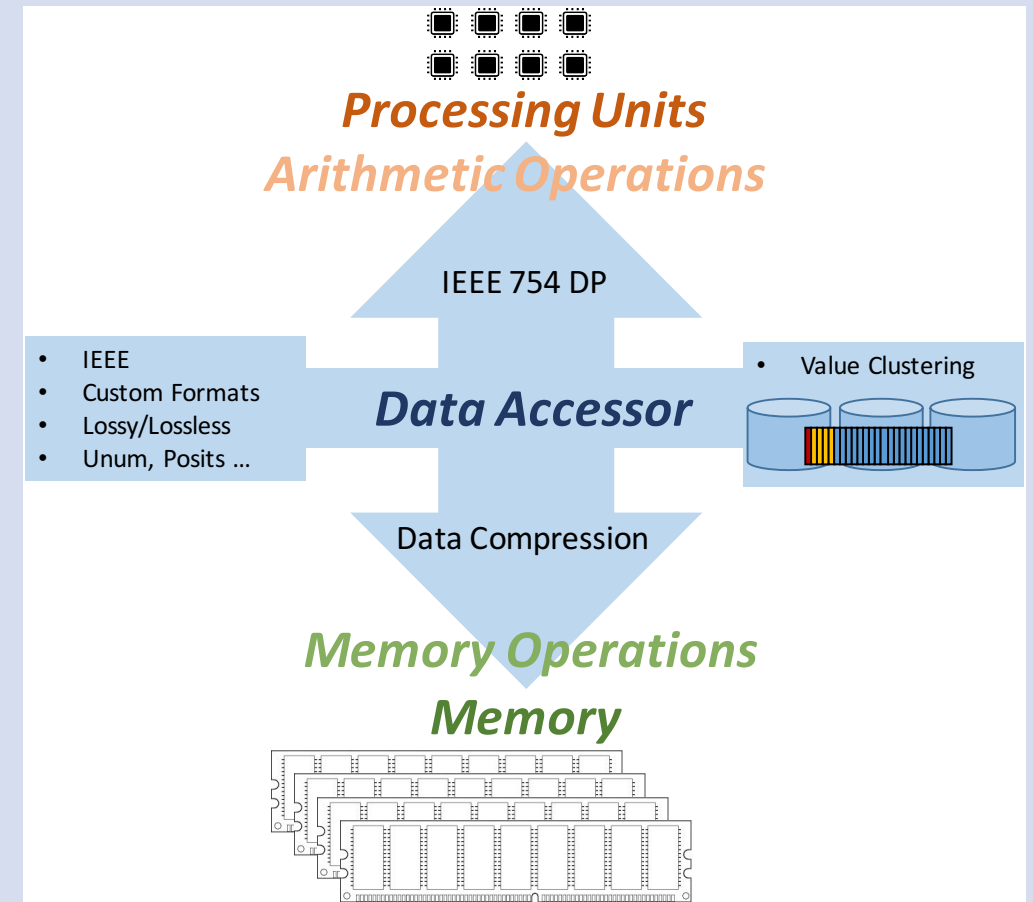 Processing Units
Arithmetic Operations
IEEE 754 DP
• IEEE
• Custom Formats
• Lossy/Lossless
• Unum, Posits ...
Data Accessor
• Value Clustering
Data Compression
Memory Operations
Memory